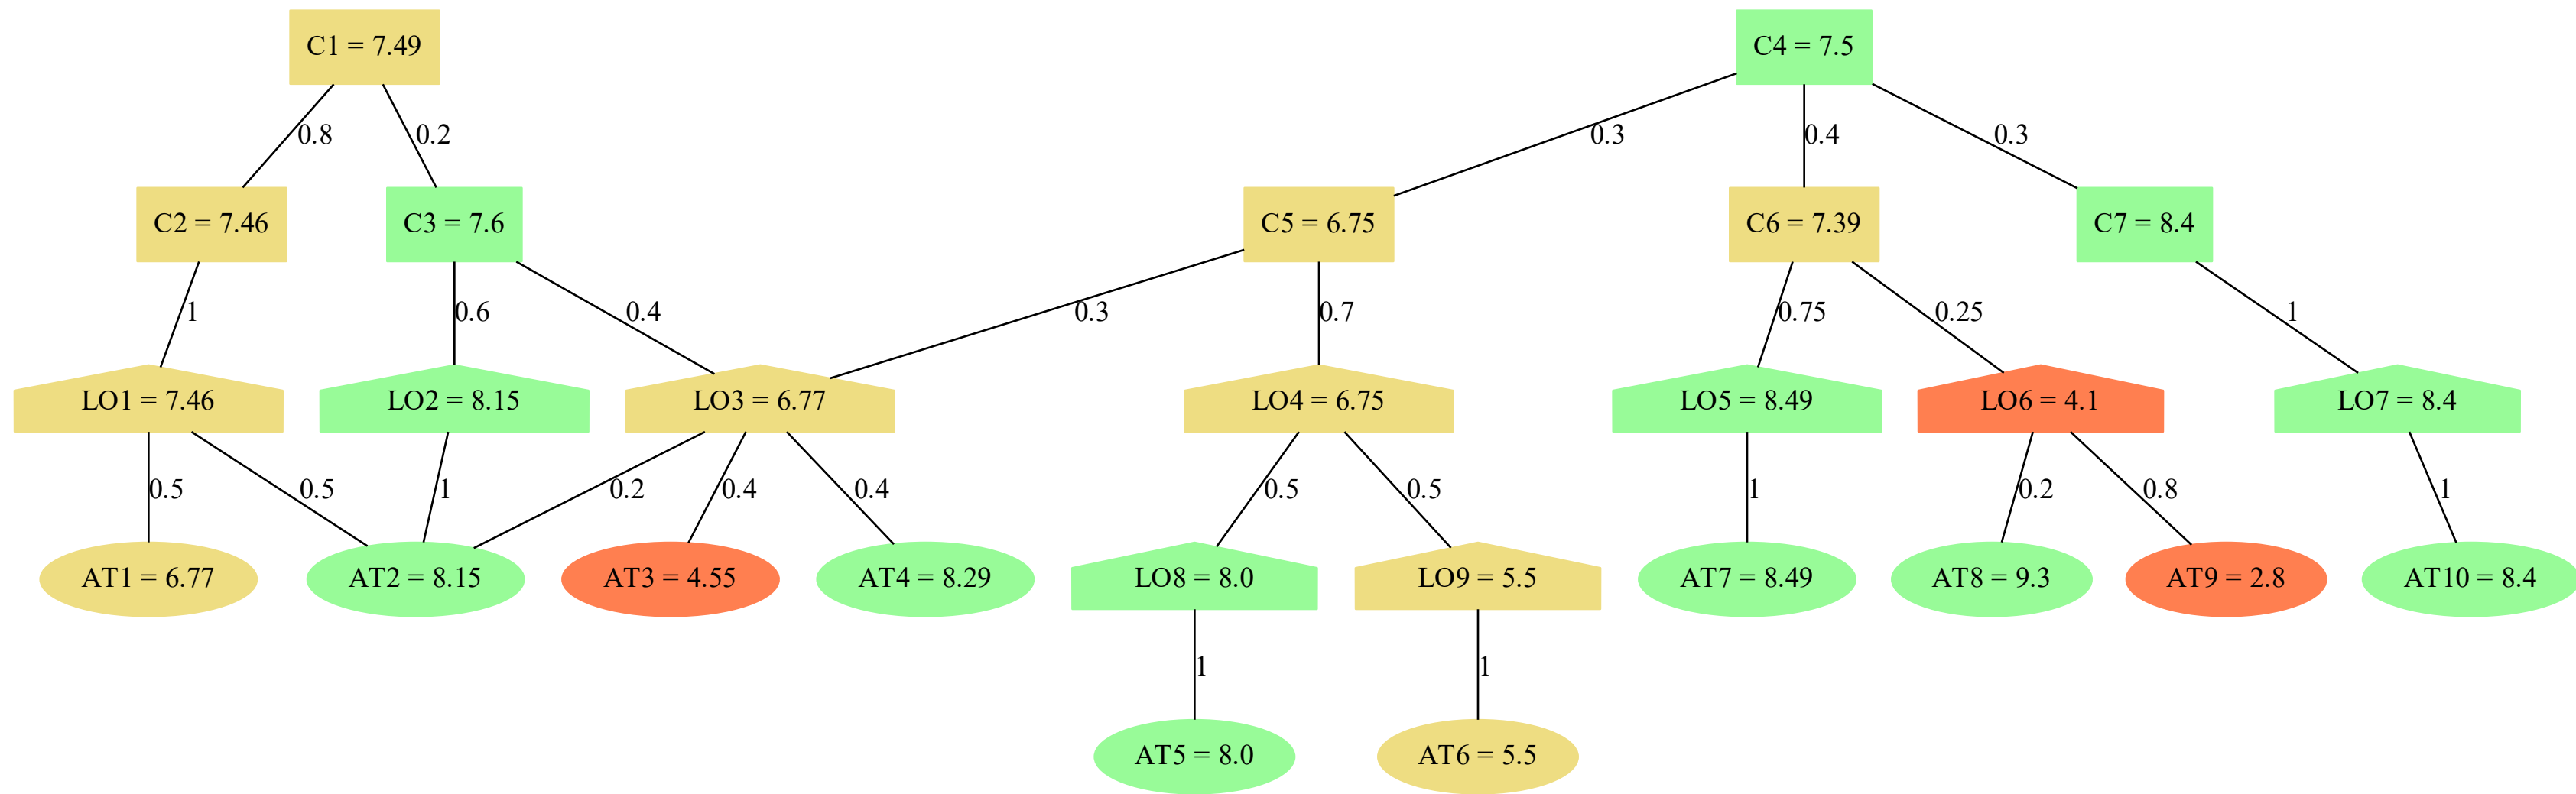 C1 = 7.49
C4 = 7.5
0.8
0.2
0.3
0.4
0.3
C2 = 7.46
C3 = 7.6
C5 = 6.75
C6 = 7.39
C7 = 8.4
1
0.6
0.4
0.3
0.7
0.75
0.25
1
LO1 = 7.46
LO2 = 8.15
LO3 = 6.77
LO4 = 6.75
LO5 = 8.49
LO6 = 4.1
LO7 = 8.4
0.5
0.5
1
0.2
0.4
0.4
0.5
0.5
1
0.2
0.8
1
AT1 = 6.77
AT2 = 8.15
AT3 = 4.55
AT4 = 8.29
LO8 = 8.0
LO9 = 5.5
AT7 = 8.49
AT8 = 9.3
AT9 = 2.8
AT10 = 8.4
1
1
AT5 = 8.0
AT6 = 5.5